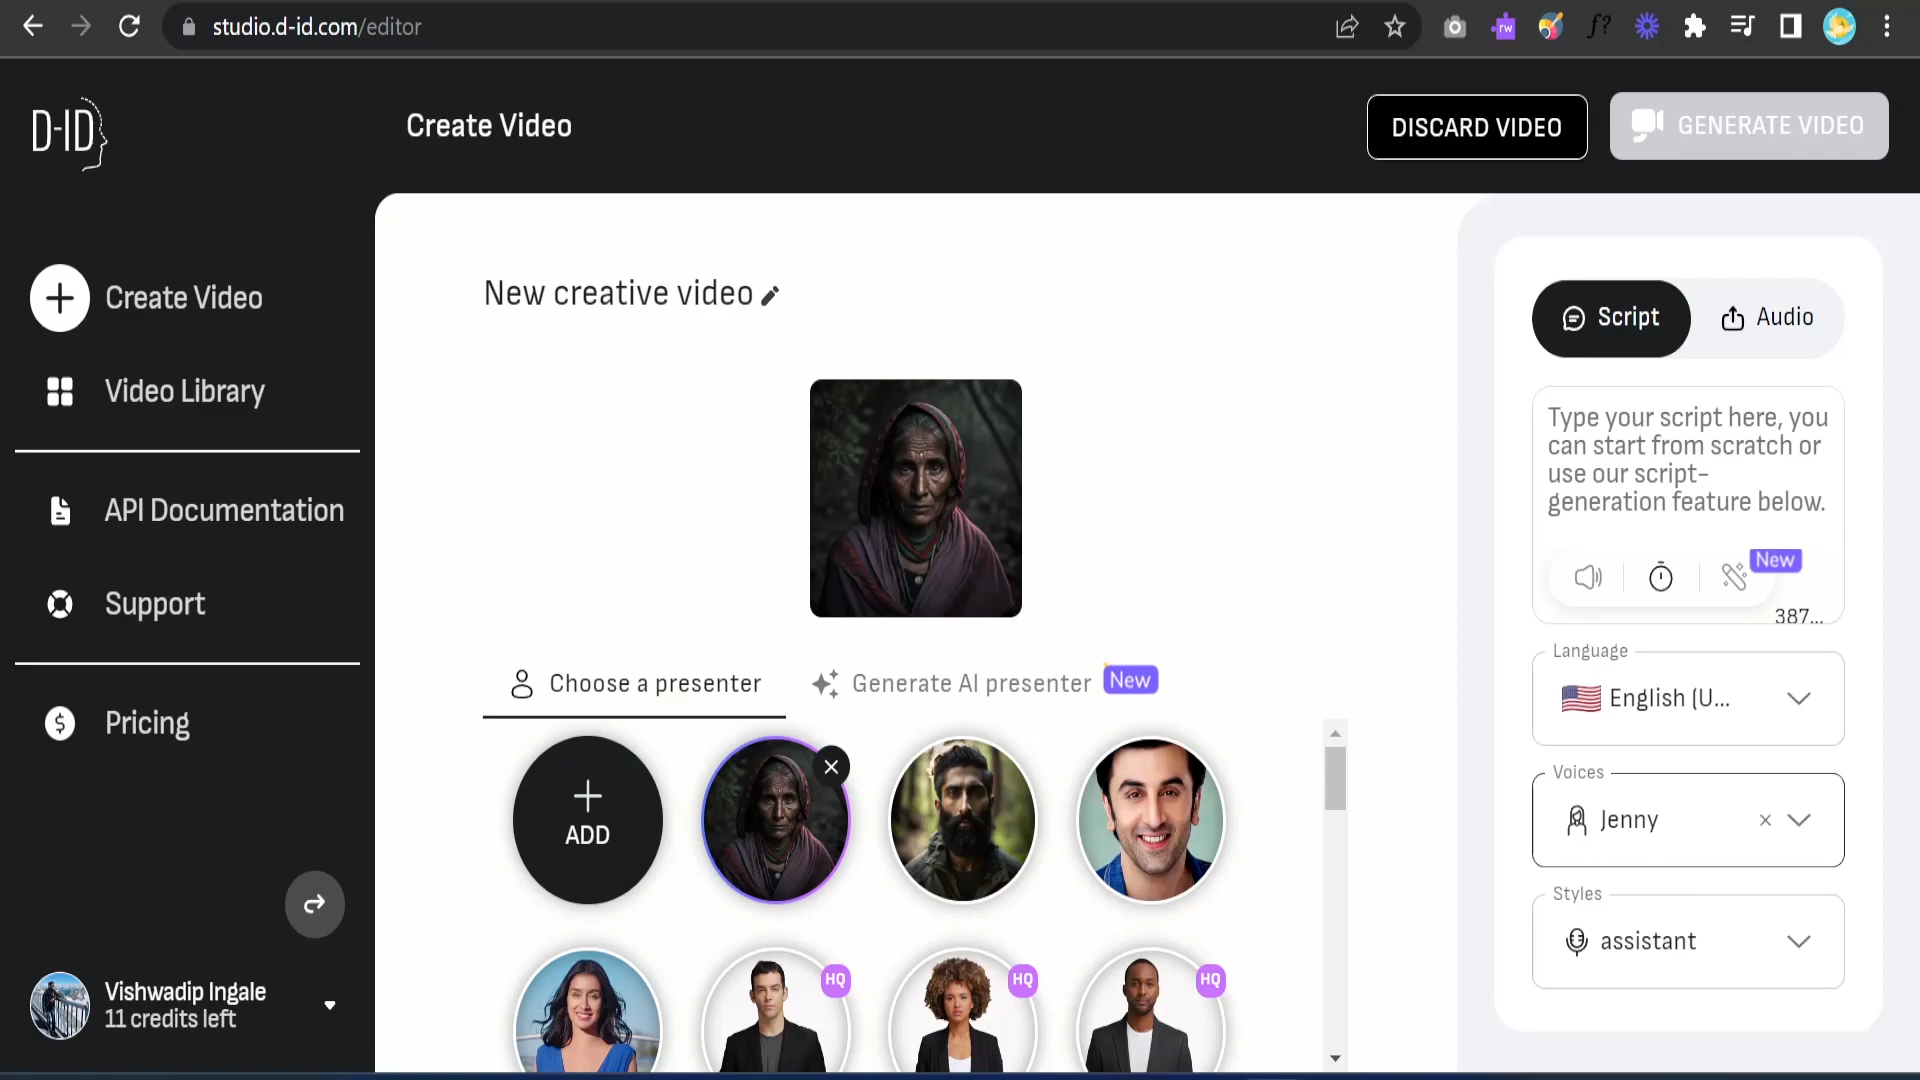 studio.d-id.com/editor
rw
f?
D-ID
Create Video
DISCARD VIDEO
GENERATE VIDEO
Create Video
Video Library
API Documentation
Support
Pricing
Vishwadip Ingale
11 credits left
New creative video
Choose a presenter
Generate AI presenter
New
ADD
HQ
HQ
HQ
Script
Audio
Type your script here, you
can start from scratch or
use our script-
generation feature below.
New
387...
Language
English (U...
Voices
Jenny
Styles
assistant